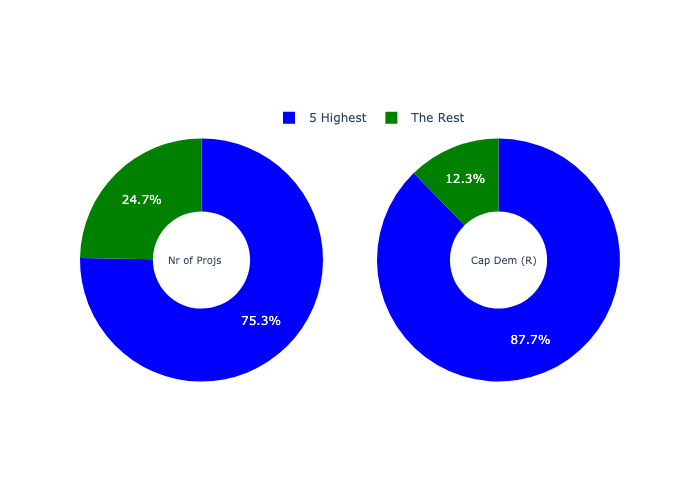 5 Highest
The Rest
24.7%
Nr of Projs
75.3%
12.3%
Cap Dem (R)
87.7%